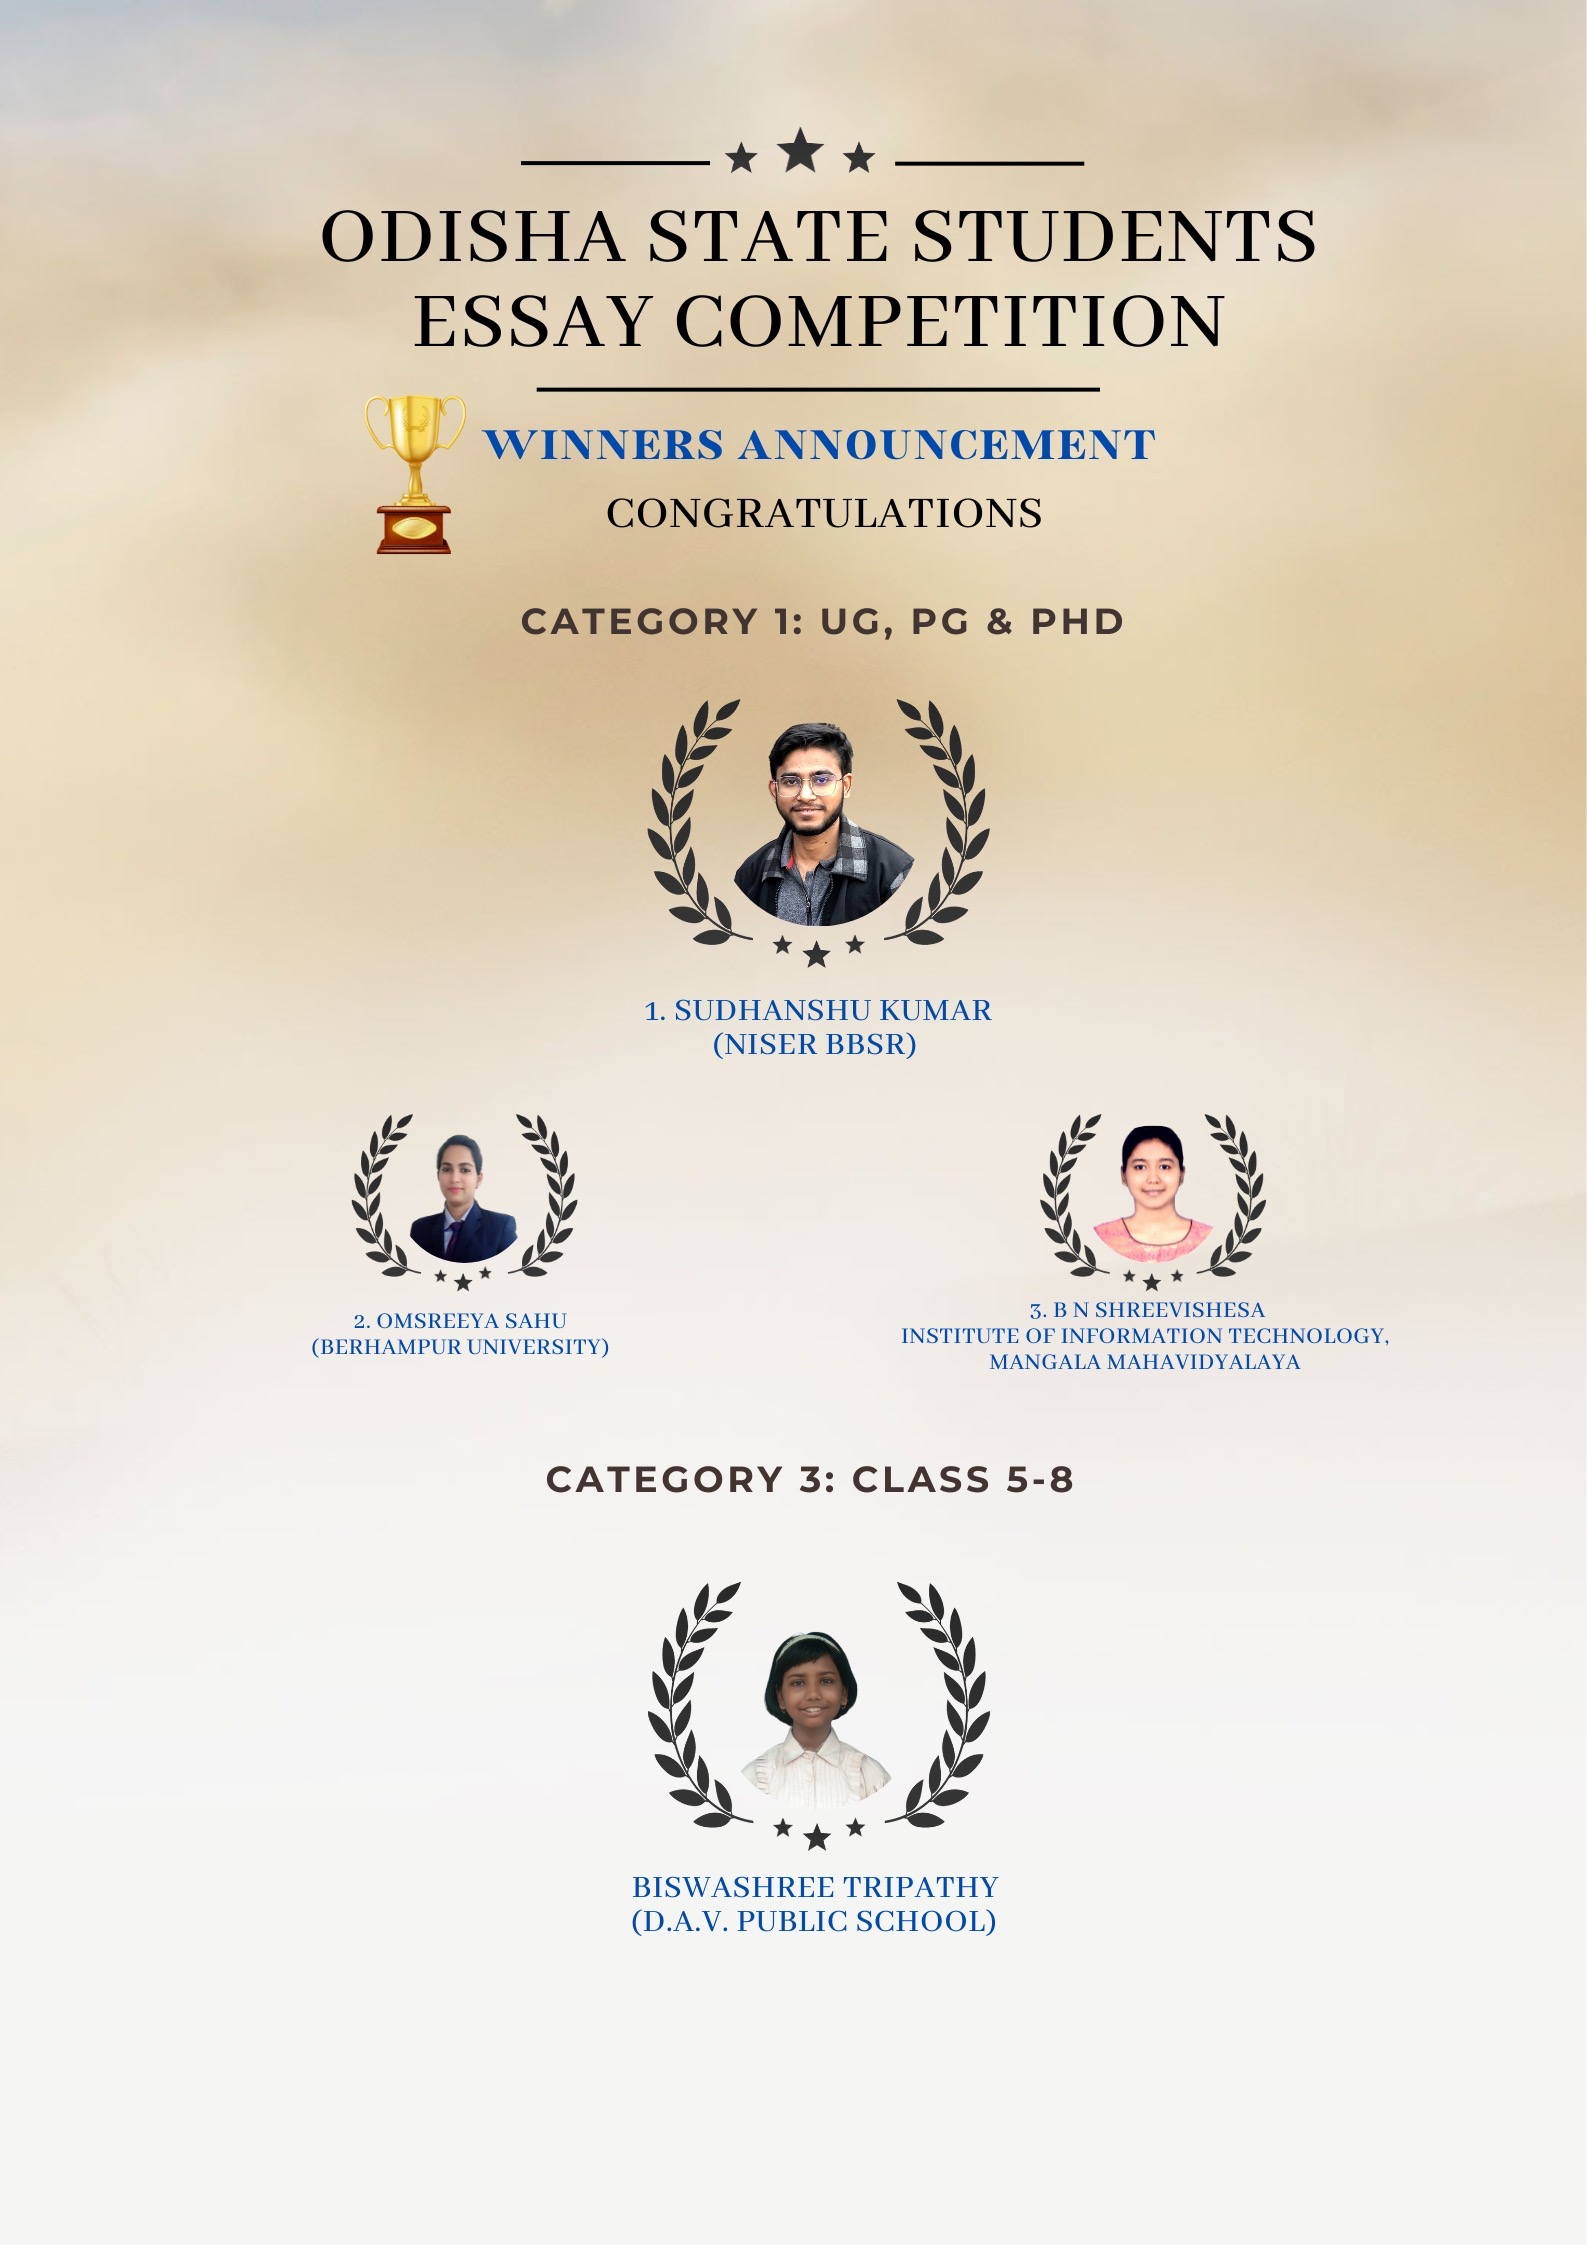 ODISHA STATE STUDENTS
ESSAY COMPETITION
WINNERS ANNOUNCEMENT
CONGRATULATIONS
CATEGORY 1: UG, PG & PHD
1. SUDHANSHU KUMAR
(NISER BBSR)
2. OMSREEYA SAHU
(BERHAMPUR UNIVERSITY)
3. B N SHREEVISHESA
INSTITUTE OF INFORMATION TECHNOLOGY,
MANGALA MAHAVIDYALAYA
CATEGORY 3: CLASS 5-8
BISWASHREE TRIPATHY
(D.A.V. PUBLIC SCHOOL)